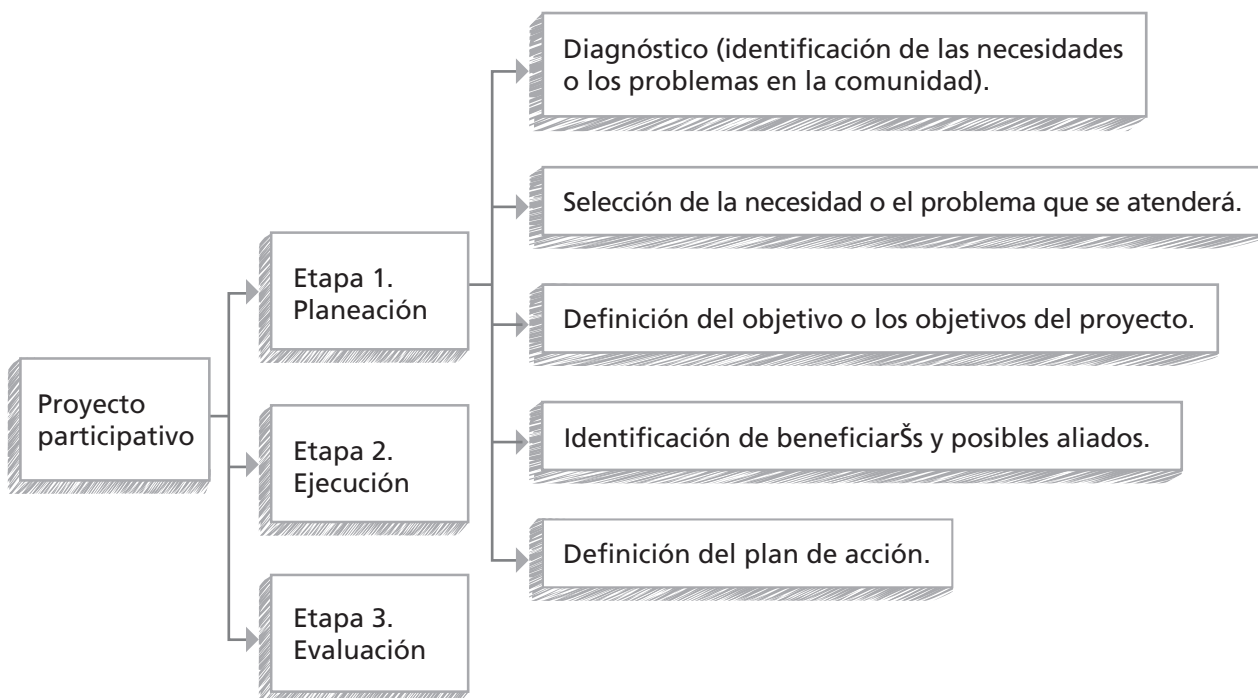 Proyecto
participativo
Etapa 1.
Planeación
Diagnóstico (identificación de las necesidades
o los problemas en la comunidad).
Selección de la necesidad o el problema que se atenderá.
Definición del objetivo o los objetivos del proyecto.
Identificación de beneficiarŠs y posibles aliados.
Definición del plan de acción.
Etapa 2.
Ejecución
Etapa 3.
Evaluación